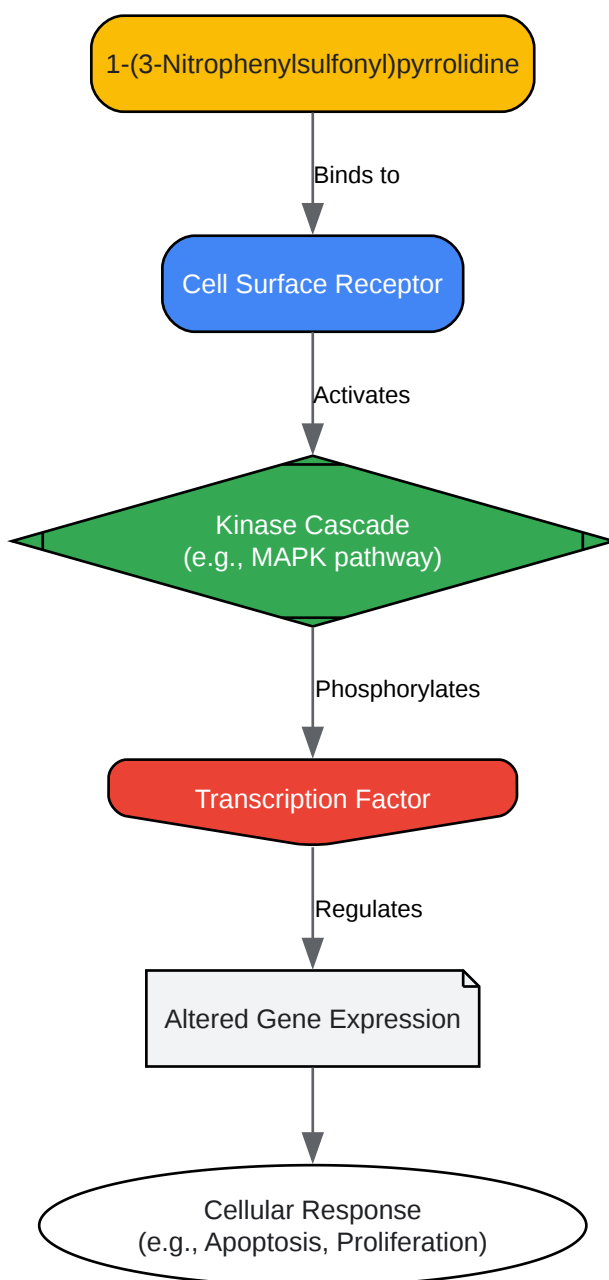 1-(3-Nitrophenylsulfonyl)pyrrolidine
Binds to
Cell Surface Receptor
Activates
Kinase Cascade
(e.g., MAPK pathway)
Phosphorylates
Transcription Factor
Regulates
Altered Gene Expression
Cellular Response
(e.g., Apoptosis, Proliferation)